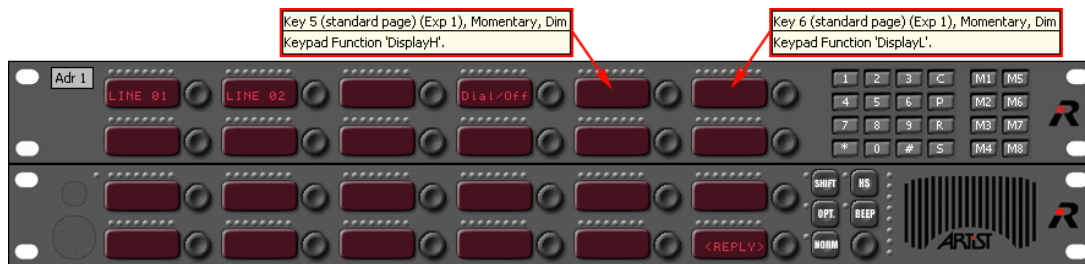 Key 5 (standard page) (Exp 1), Momentary, Dim
Keypad Function 'DisplayH'.
Key 6 (standard page) (Exp 1), Momentary, Dim
Keypad Function 'DisplayL'.
Adr 1
LINE 01
LINE 02
Dial/Off
1 2 3 C M1 M5
4 5 6 P M2 M6
7 8 9 R M3 M7
* 0 # S M4 M8
SHIFT HS
OPT. BEEP
<REPLY>
NORM
ARTIST